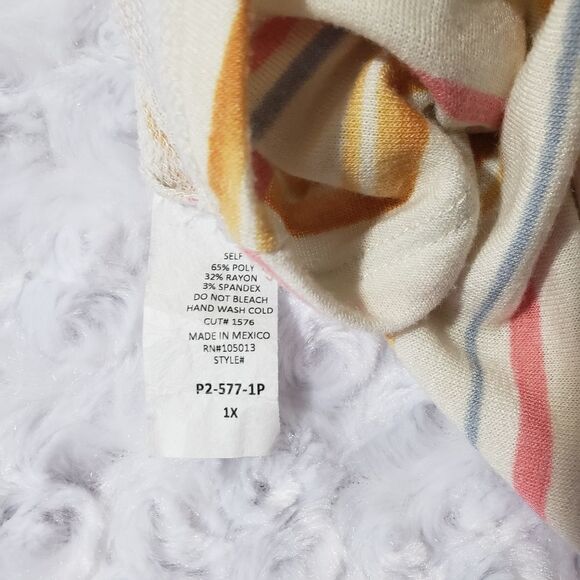 SELF
65% POLY
32% RAYON
3% SPANDEX
DO NOT BLEACH
HAND WASH COLD
CUT# 1576
MADE IN MEXICO
RN#105013
STYLE#
P2-577-1P
1X